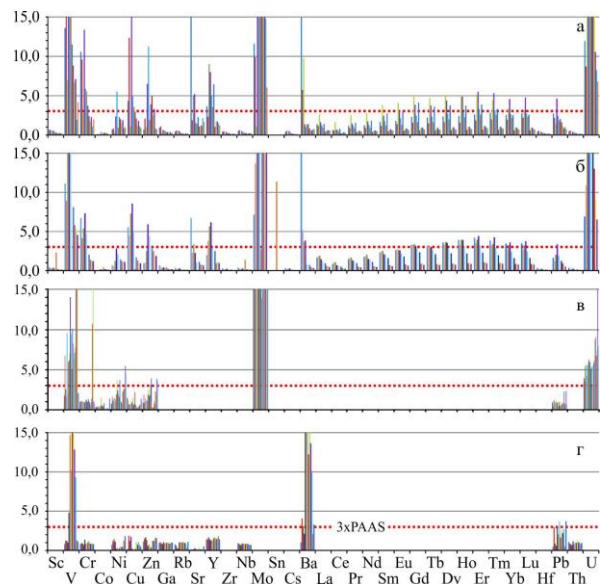 15,0
а
10,0
5,0
0,0
15,0
б
10,0
5,0
0,0
15,0
в
10,0
5,0
0,0
15,0
г
10,0
5,0
3xPAAS
0,0
Sc Cr Ni Zn Rb Y Nb Sn Ba Ce Nd Eu Tb Ho Tm Lu Pb U
V Co Cu Ga Sr Zr Mo Cs La Pr Sm Gd Dy Er Yb Hf Th